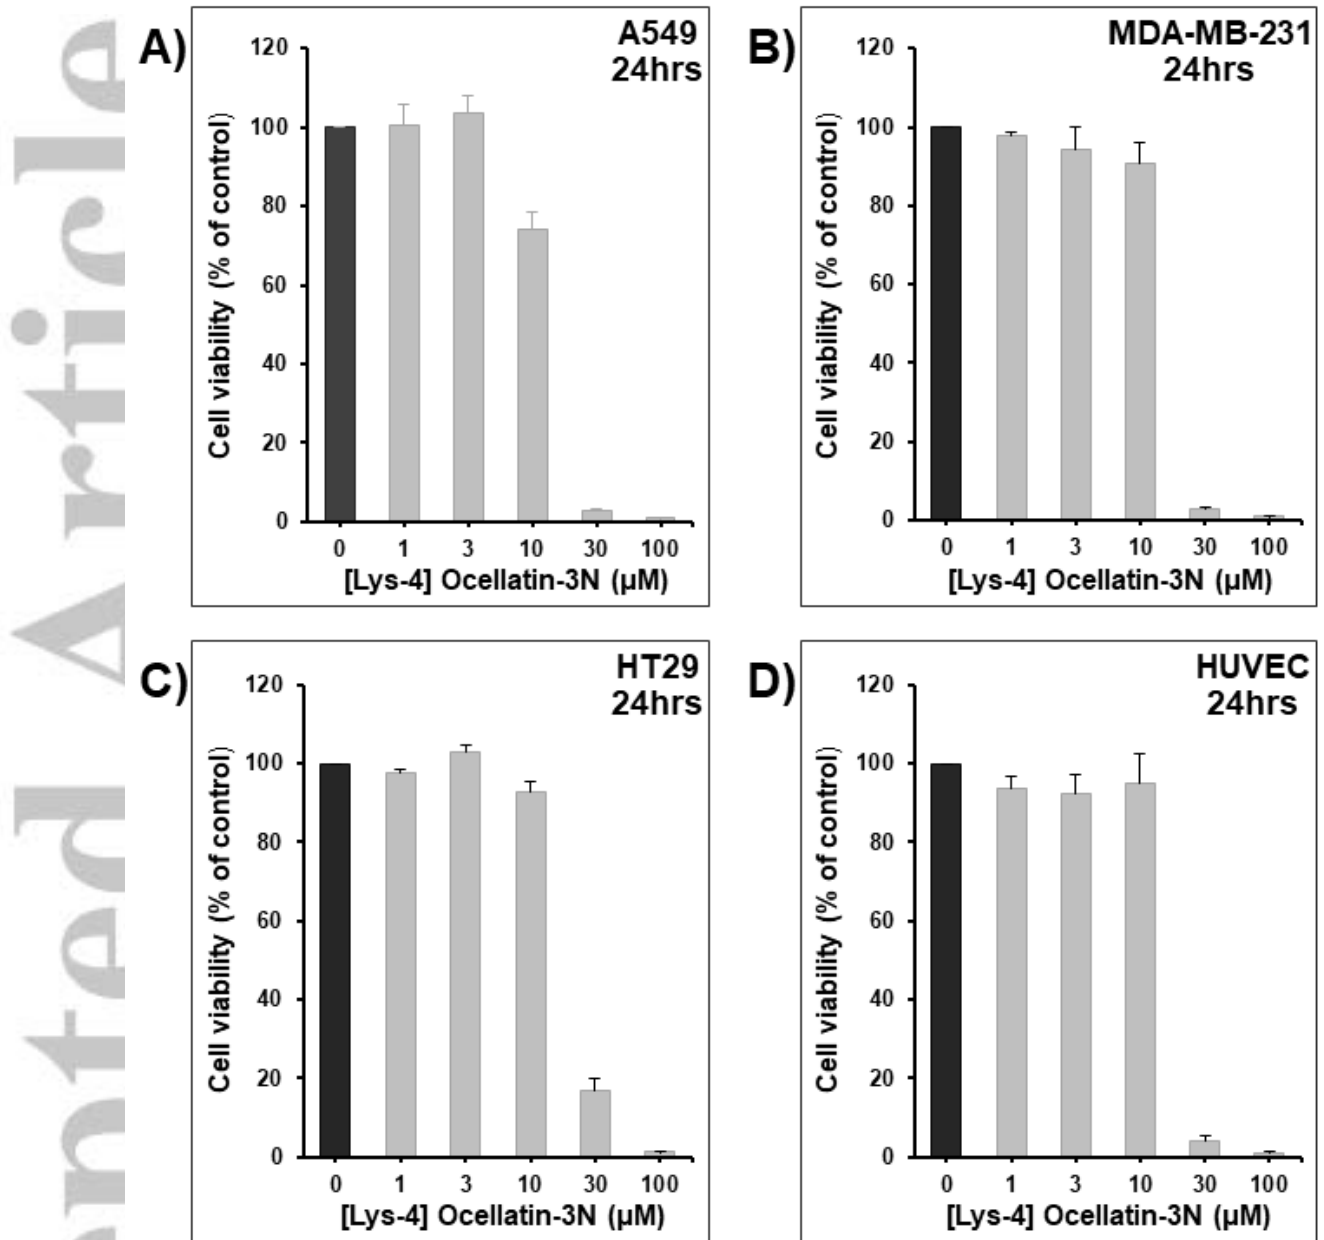 A)
A549
24hrs
120
100
80
60
40
20
0
Cell viability (% of control)
0 1 3 10 30 100
[Lys-4] Ocellatin-3N (μM)
B)
MDA-MB-231
24hrs
120
100
80
60
40
20
0
Cell viability (% of control)
0 1 3 10 30 100
[Lys-4] Ocellatin-3N (μM)
C)
HT29
24hrs
120
100
80
60
40
20
0
Cell viability (% of control)
0 1 3 10 30 100
[Lys-4] Ocellatin-3N (μM)
D)
HUVEC
24hrs
120
100
80
60
40
20
0
Cell viability (% of control)
0 1 3 10 30 100
[Lys-4] Ocellatin-3N (μM)
nted Article